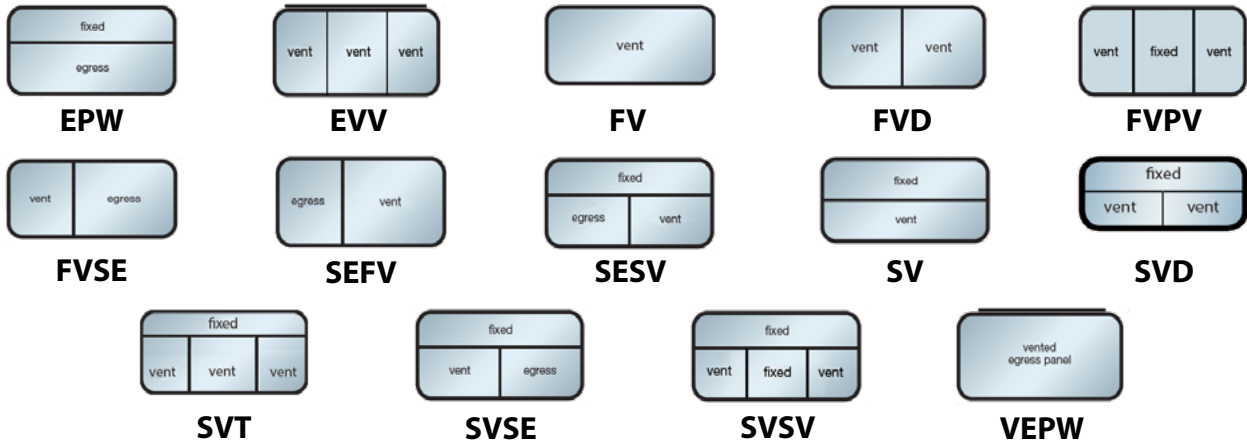 fixed
egress
EPW
vent vent vent
EVV
vent
FV
vent vent
FVD
vent fixed vent
FVPV
vent egress
FVSE
egress vent
SEFV
fixed
egress vent
SESV
fixed
vent
SV
fixed
vent vent
SVD
fixed
vent vent vent
SVT
fixed
vent egress
SVSE
fixed
vent fixed vent
SVSV
vented
egress panel
VEPW